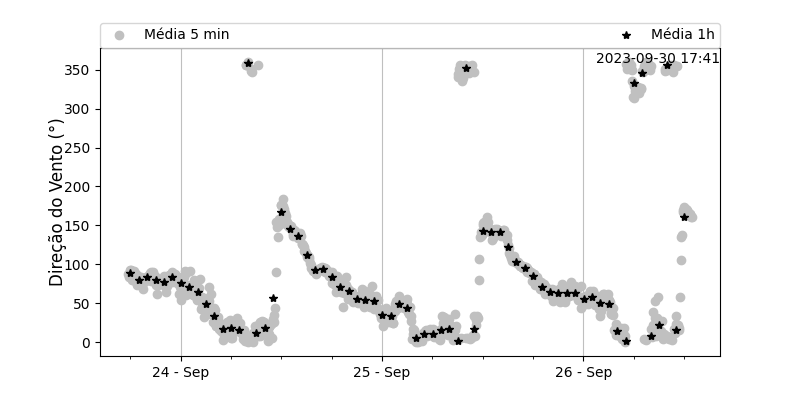 Média 5 min
Média 1h
2023-09-30 17:41
Direção do Vento (°)
350
300
250
200
150
100
50
0
24 - Sep
25 - Sep
26 - Sep